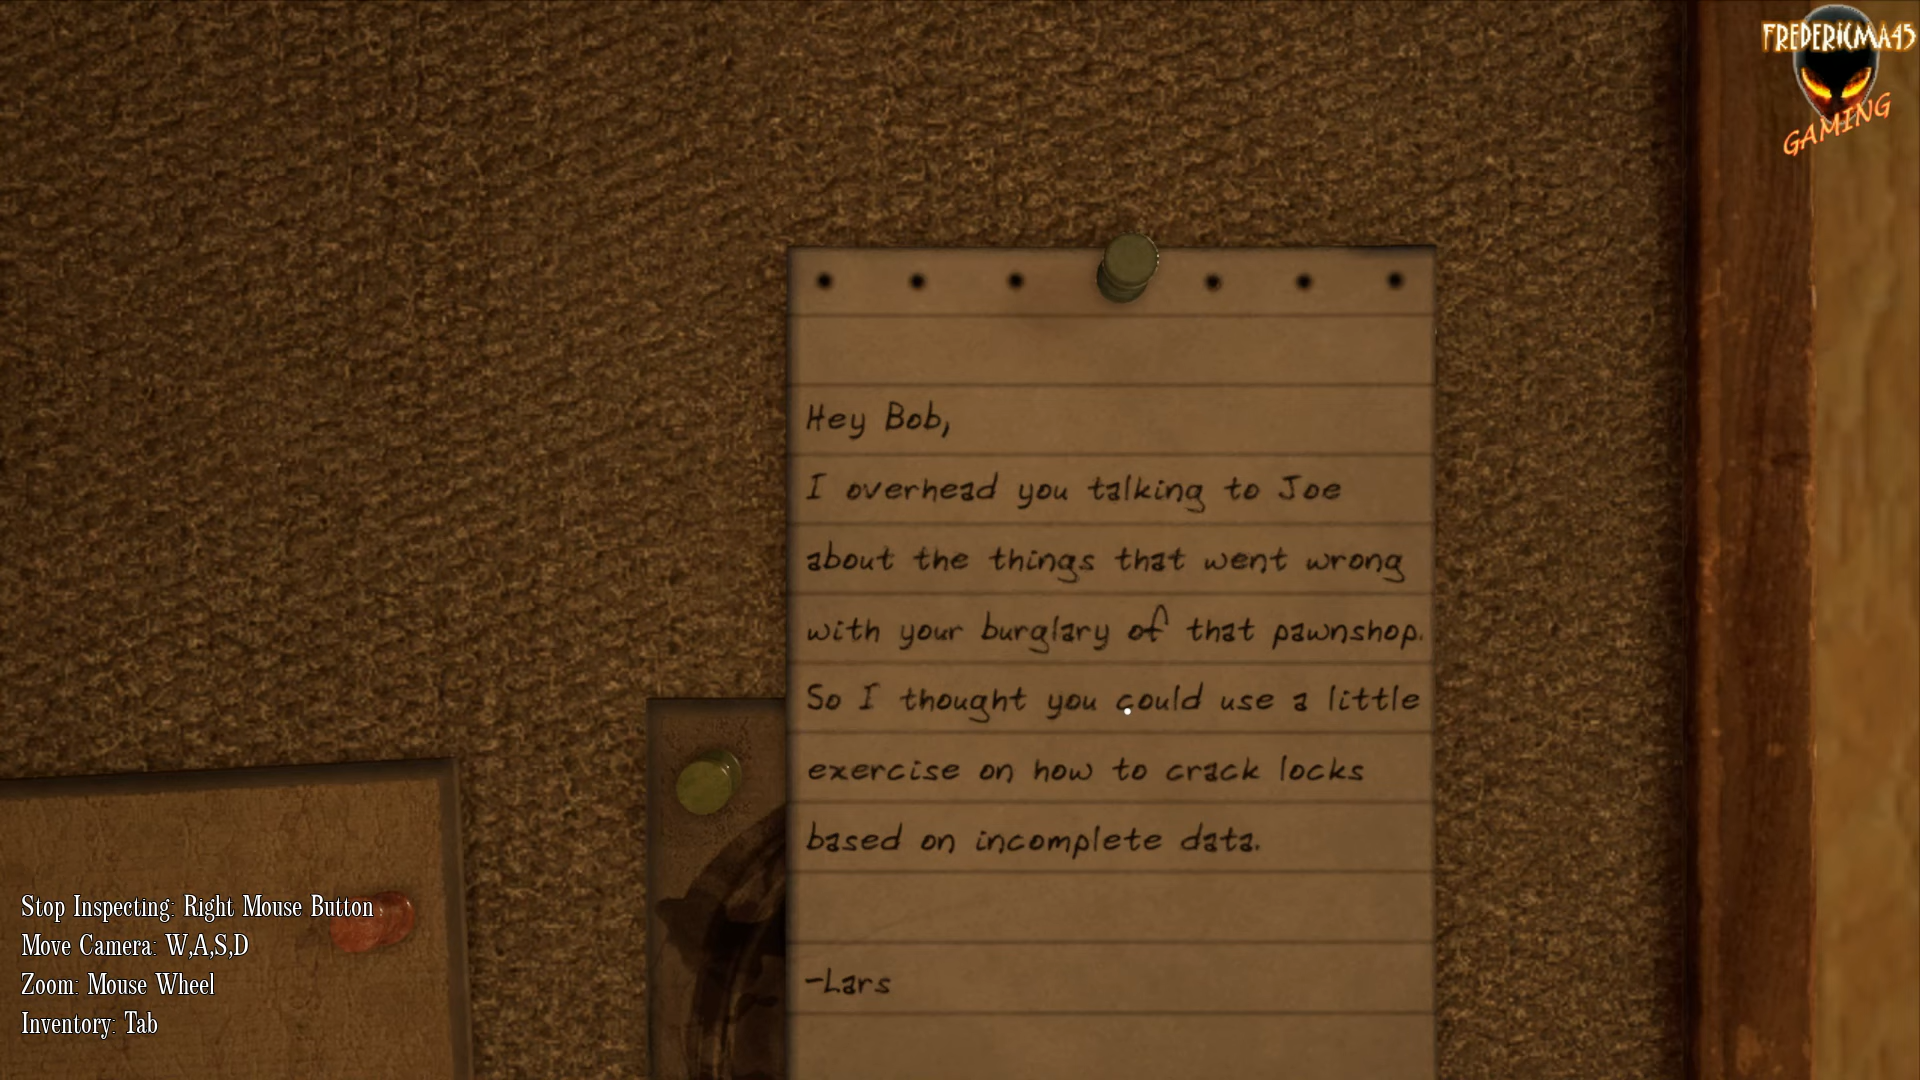 FREDERICMA45
GAMING
Hey Bob,
I overhead you talking to Joe
about the things that went wrong
with your burglary of that pawnshop.
So I thought you could use a little
exercise on how to crack locks
based on incomplete data.
-Lars
Stop Inspecting: Right Mouse Button
Move Camera: W,A,S,D
Zoom: Mouse Wheel
Inventory: Tab